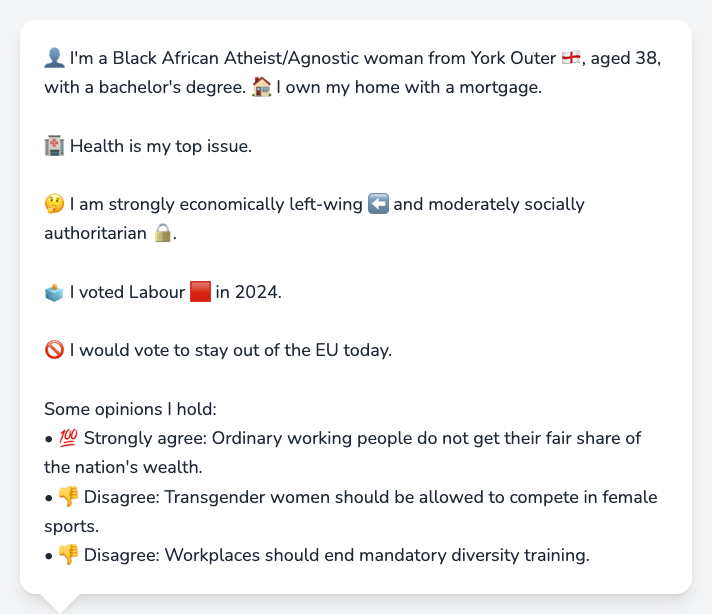 👤 I'm a Black African Atheist/Agnostic woman from York Outer 🏴󠁧󠁢󠁥󠁮󠁧󠁿, aged 38,
with a bachelor's degree. 🏠 I own my home with a mortgage.
🏥 Health is my top issue.
🤔 I am strongly economically left-wing ⬅️ and moderately socially
authoritarian 🔒.
🗳️ I voted Labour 🟥 in 2024.
🚫 I would vote to stay out of the EU today.
Some opinions I hold:
• 💯 Strongly agree: Ordinary working people do not get their fair share of
the nation's wealth.
• 👎 Disagree: Transgender women should be allowed to compete in female
sports.
• 👎 Disagree: Workplaces should end mandatory diversity training.